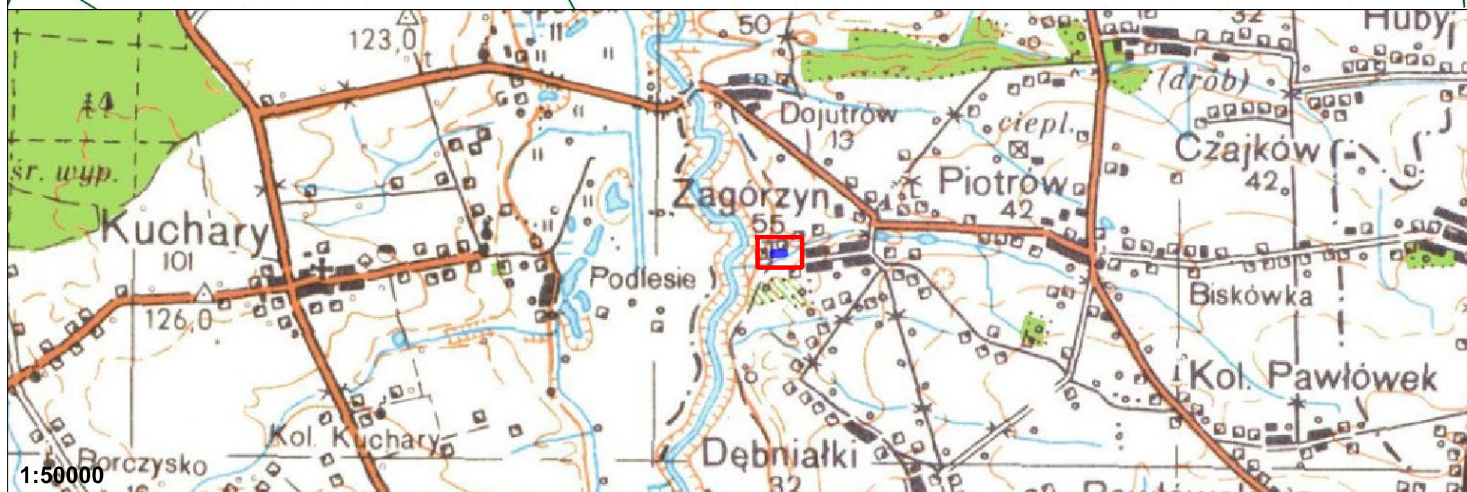 123,0
t
50
32
Huby
(drób)
Dojutrów
13
ciepl.
Czajków
42
śr. wyp.
Zagórzyn
55
Piotrów
42
Kuchary
101
Podlesie
126,0
Biskówka
Kol. Pawłówek
Kol. Kuchary
Borczysko
Dębniałki
32
1:50000